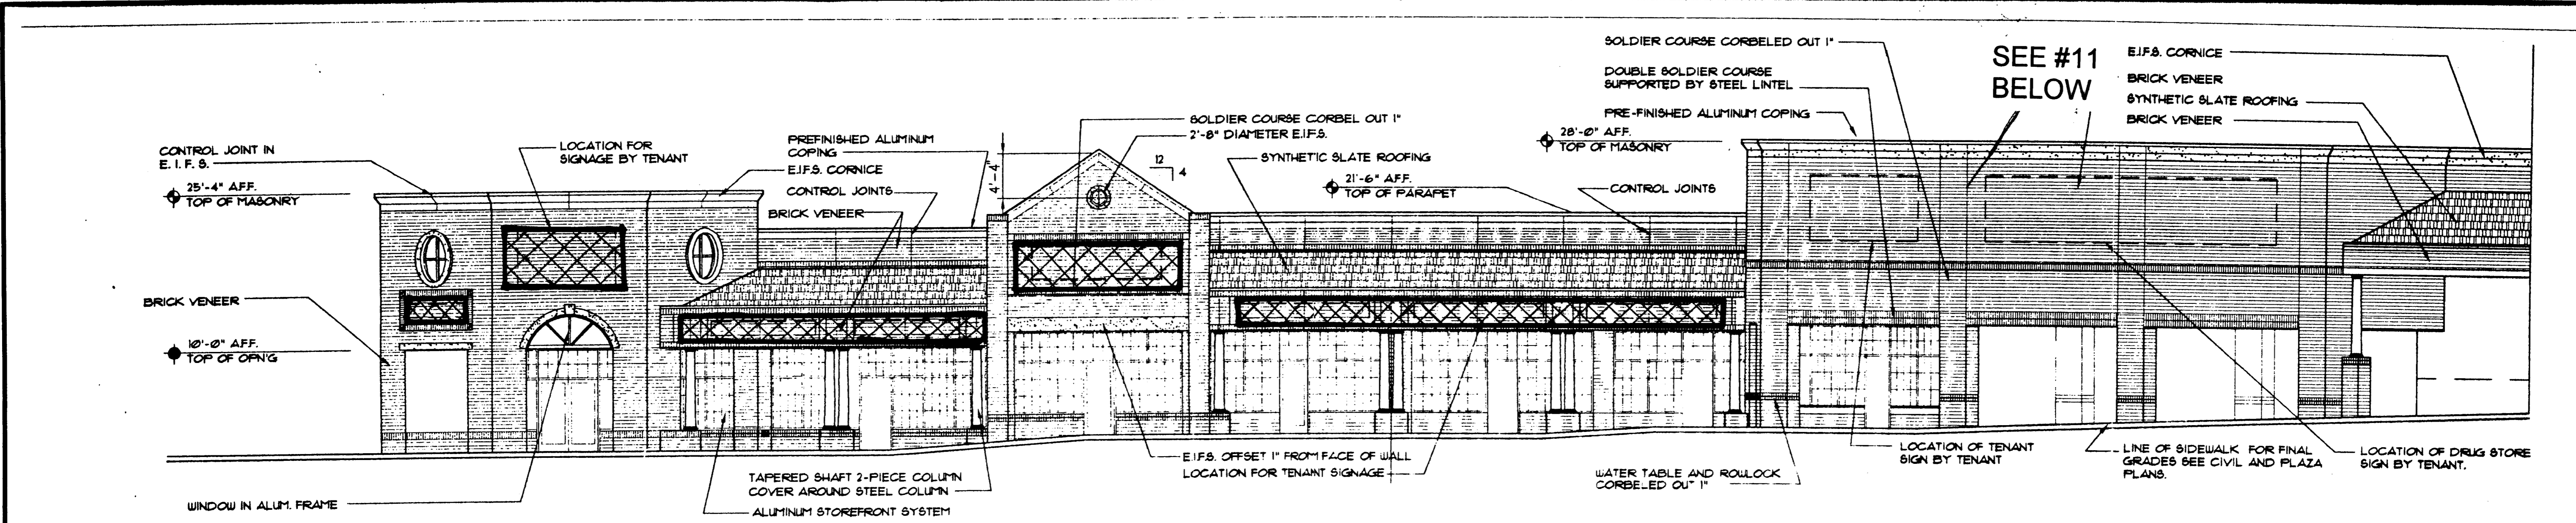 CONTROL JOINT IN
E. I. F. S.
25'-4" A.F.F.
TOP OF MASONRY
BRICK VENEER
10'-0" A.F.F.
TOP OF OPN'G
WINDOW IN ALUM. FRAME
LOCATION FOR
SIGNAGE BY TENANT
PREFINISHED ALUMINUM
COPING
E.I.F.S. CORNICE
CONTROL JOINTS
BRICK VENEER
TAPERED SHAFT 2-PIECE COLUMN
COVER AROUND STEEL COLUMN
ALUMINUM STOREFRONT SYSTEM
4'-4"
12
4
SOLDIER COURSE CORBEL OUT 1"
2'-8" DIAMETER E.I.F.S.
SYNTHETIC SLATE ROOFING
21'-6" A.F.F.
TOP OF PARAPET
E.I.F.S. OFFSET 1" FROM FACE OF WALL
LOCATION FOR TENANT SIGNAGE
SOLDIER COURSE CORBELED OUT 1"
DOUBLE SOLDIER COURSE
SUPPORTED BY STEEL LINTEL
PRE-FINISHED ALUMINUM COPING
28'-0" A.F.F.
TOP OF MASONRY
CONTROL JOINTS
WATER TABLE AND ROWLOCK
CORBELED OUT 1"
SEE #11
BELOW
E.I.F.S. CORNICE
BRICK VENEER
SYNTHETIC SLATE ROOFING
BRICK VENEER
LOCATION OF TENANT
SIGN BY TENANT
LINE OF SIDEWALK FOR FINAL
GRADES SEE CIVIL AND PLAZA
PLANS.
LOCATION OF DRUG STORE
SIGN BY TENANT.